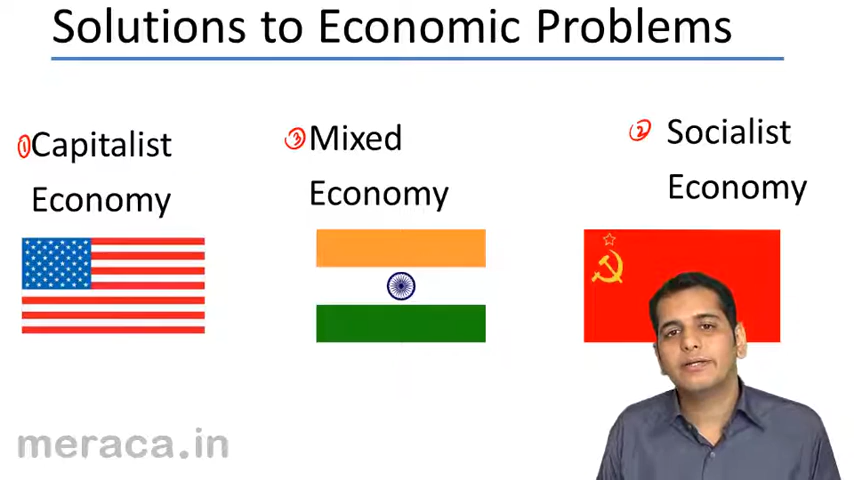 Solutions to Economic Problems
① Capitalist
Economy
③ Mixed
Economy
② Socialist
Economy
meraca.in